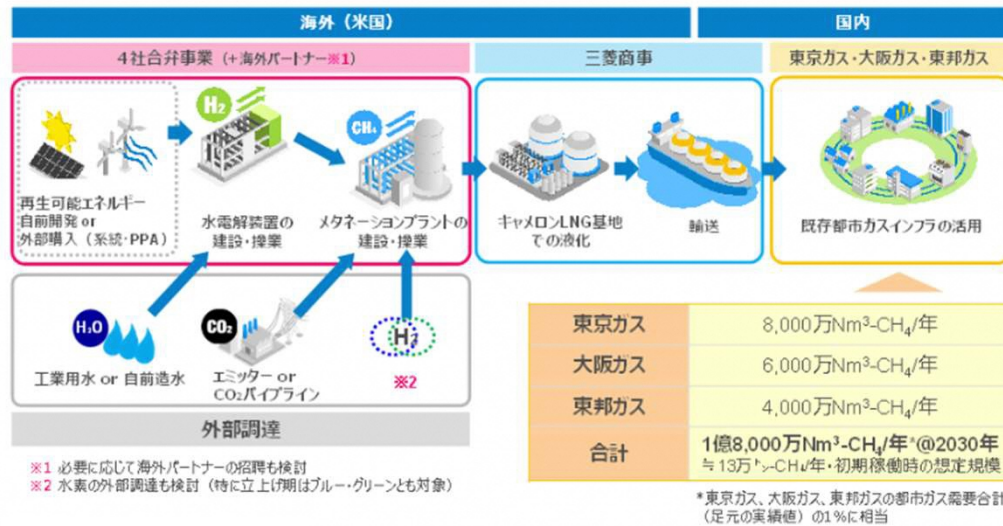 海外（米国）
国内
4社合弁事業（+海外パートナー※1）
三菱商事
東京ガス・大阪ガス・東邦ガス
H₂
CH₄
再生可能エネルギー
自前開発 or
外部購入（系統・PPA）
水電解装置の
建設・操業
メタネーションプラントの
建設・操業
キャメロンLNG基地
での液化
輸送
既存都市ガスインフラの活用
H₂O
CO₂
H₂
工業用水 or 自前造水
エミッター or
CO₂パイプライン
※2
外部調達
※1 必要に応じて海外パートナーの招聘も検討
※2 水素の外部調達も検討（特に立上げ期はブルー・グリーンとも対象）
東京ガス 8,000万Nm³-CH₄/年
大阪ガス 6,000万Nm³-CH₄/年
東邦ガス 4,000万Nm³-CH₄/年
合計 1億8,000万Nm³-CH₄/年*@2030年
≒13万㌧-CH₄/年・初期稼働時の想定規模
*東京ガス、大阪ガス、東邦ガスの都市ガス需要合計
（足元の実績値）の1%に相当